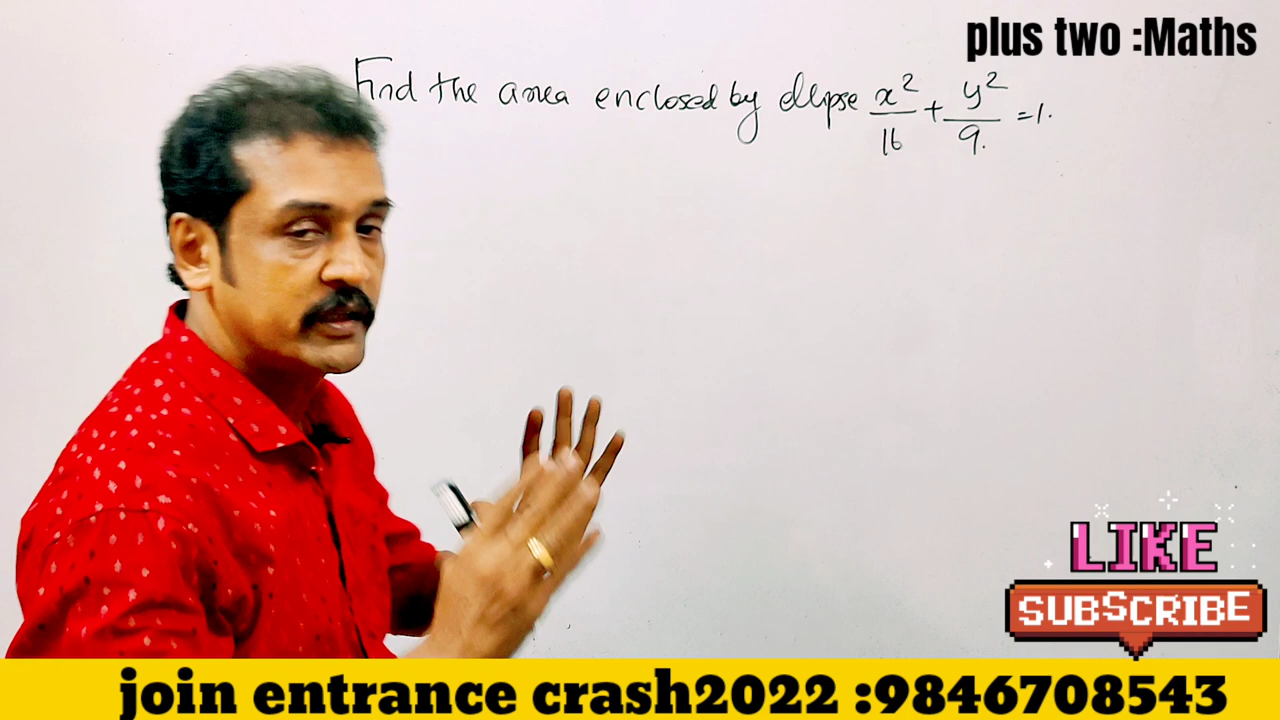 plus two :Maths
Find the area enclosed by ellipse x²/16 + y²/9. =1.
LIKE
SUBSCRIBE
join entrance crash2022 :9846708543